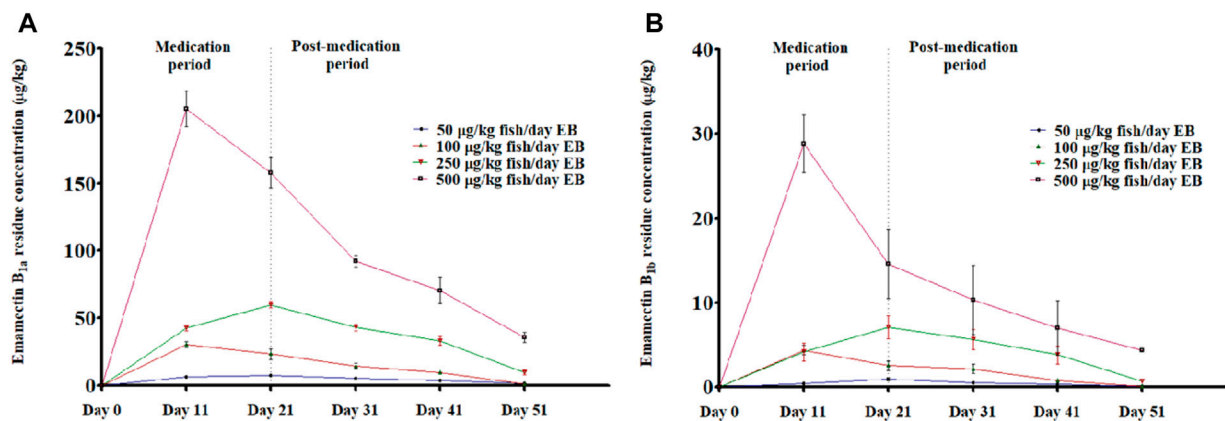 A
Emamectin B1a residue concentration (µg/kg)
250
200
150
100
50
0
Medication
period
Post-medication
period
50 µg/kg fish/day EB
100 µg/kg fish/day EB
250 µg/kg fish/day EB
500 µg/kg fish/day EB
Day 0 Day 11 Day 21 Day 31 Day 41 Day 51
B
Emamectin B1b residue concentration (µg/kg)
40
30
20
10
0
Medication
period
Post-medication
period
50 µg/kg fish/day EB
100 µg/kg fish/day EB
250 µg/kg fish/day EB
500 µg/kg fish/day EB
Day 0 Day 11 Day 21 Day 31 Day 41 Day 51